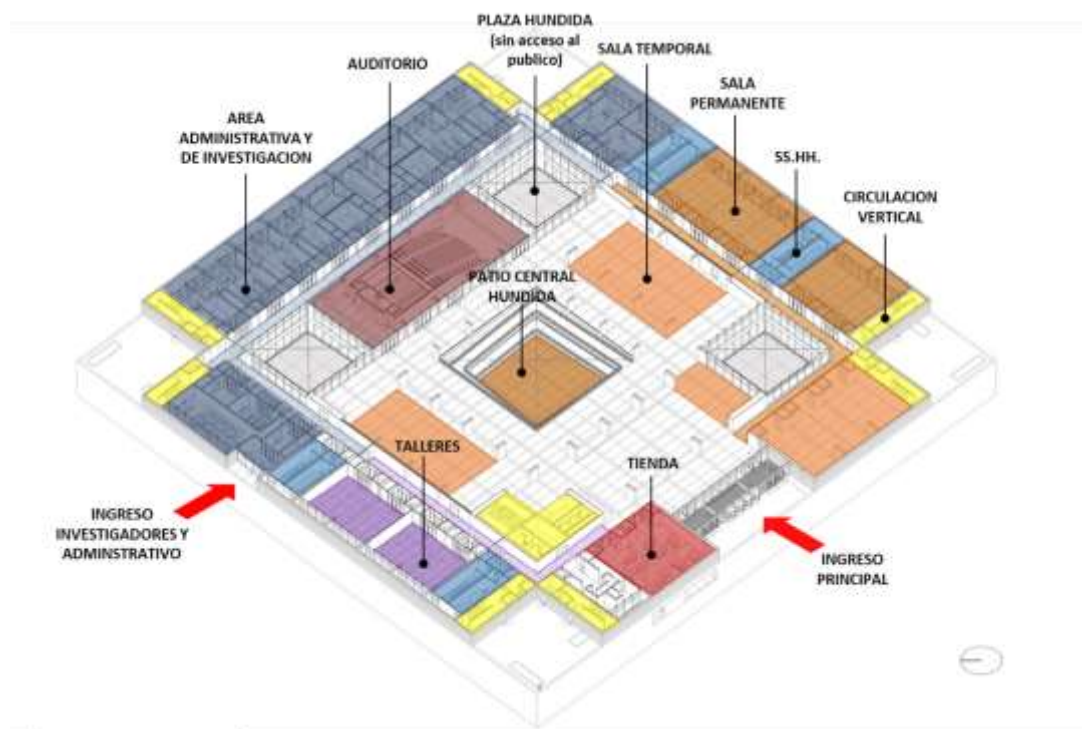 PLAZA HUNDIDA
(sin acceso al
publico)
AUDITORIO
SALA TEMPORAL
SALA
PERMANENTE
AREA
ADMINISTRATIVA Y
DE INVESTIGACION
SS.HH.
CIRCULACION
VERTICAL
PATIO CENTRAL
HUNDIDA
TALLERES
TIENDA
INGRESO
INVESTIGADORES Y
ADMINSTRATIVO
INGRESO
PRINCIPAL